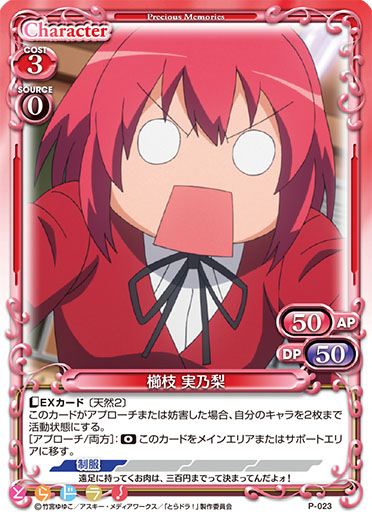 Precious Memories
Character
COST
3
SOURCE
0
50 AP
DP 50
櫛枝 実乃梨
EXカード 〔天然2〕
このカードがアプローチまたは妨害した場合、自分のキャラを2枚まで
活動状態にする。
[アプローチ/両方]: このカードをメインエリアまたはサポートエリ
アに移す。
制服
遠足に持ってくお肉は、三百円までって決まってんだよォ！
とらドラ！
©竹宮ゆゆこ／アスキー・メディアワークス／「とらドラ！」製作委員会
P-023